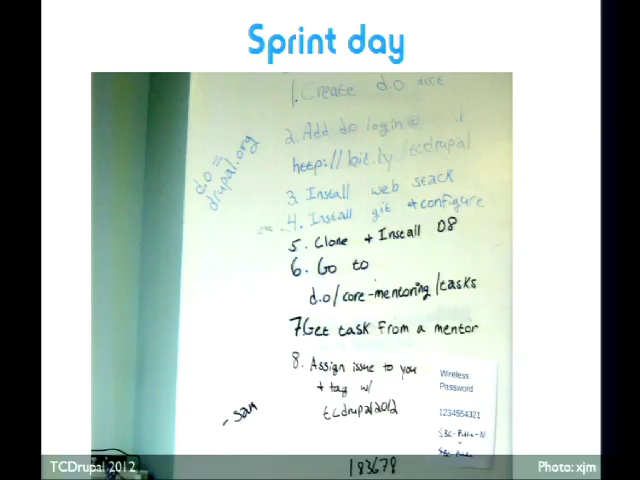 Sprint day
1. Create d.o acct
2. Add do login @
http://bit.ly/tcdrupal
d.o =
drupal.org
3. Install web stack
4. Install git + configure
5. Clone + Install D8
6. Go to
d.o/core-mentoring/tasks
7 Get task from a mentor
8. Assign issue to you
+ tag w/
tcdrupal2012
- sam
Wireless
Password
1234554321
SBC-Public-N
TCDrupal 2012
183678
Photo: xjm